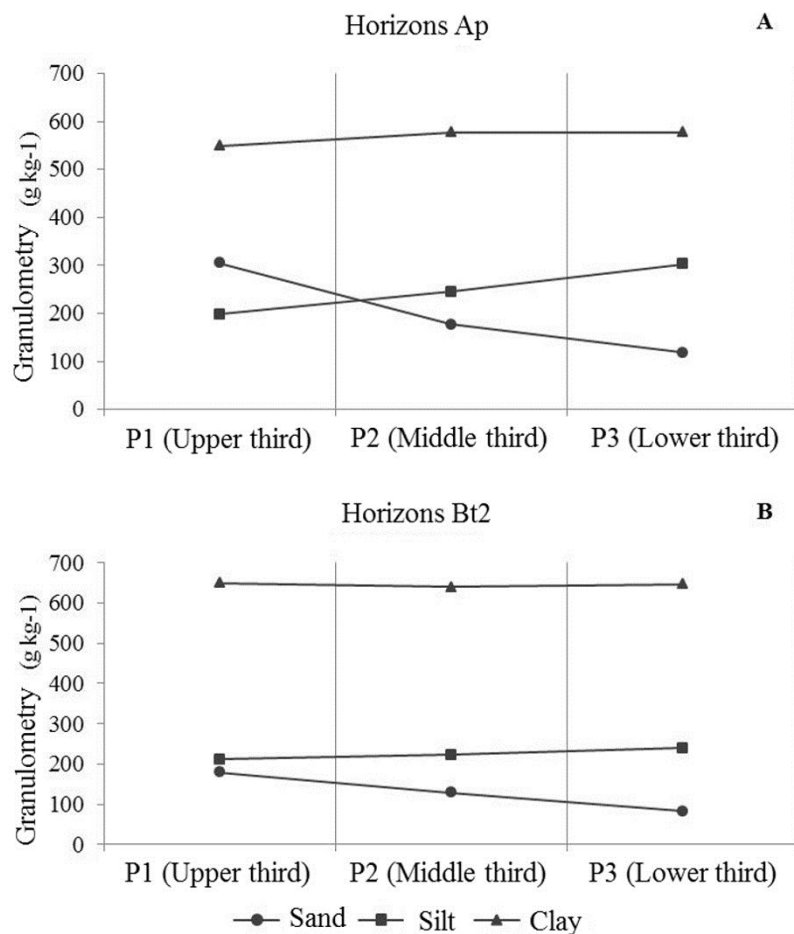 Horizons Ap
A
Granulometry (g kg-1)
700
600
500
400
300
200
100
0
P1 (Upper third) P2 (Middle third) P3 (Lower third)
Horizons Bt2
B
Granulometry (g kg-1)
700
600
500
400
300
200
100
0
P1 (Upper third) P2 (Middle third) P3 (Lower third)
Sand Silt Clay